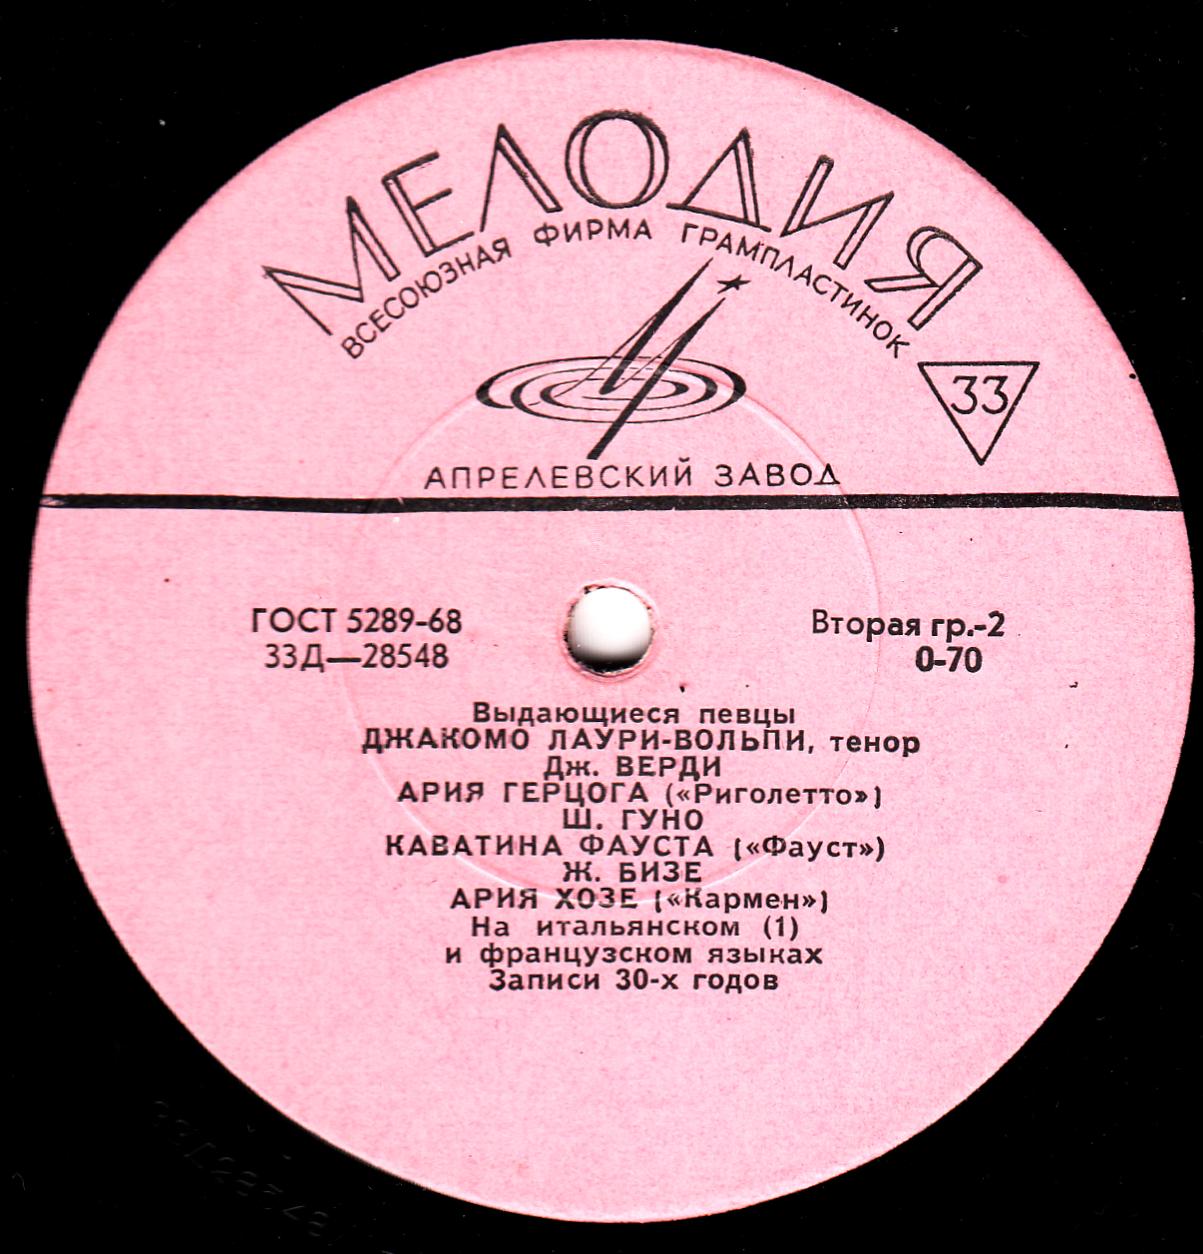 МЕЛОДИЯ
ВСЕСОЮЗНАЯ ФИРМА ГРАМПЛАСТИНОК
33
АПРЕЛЕВСКИЙ ЗАВОД
ГОСТ 5289-68
33Д—28548
Вторая гр.-2
0-70
Выдающиеся певцы
ДЖАКОМО ЛАУРИ-ВОЛЬПИ, тенор
Дж. ВЕРДИ
АРИЯ ГЕРЦОГА («Риголетто»)
Ш. ГУНО
КАВАТИНА ФАУСТА («Фауст»)
Ж. БИЗЕ
АРИЯ ХОЗЕ («Кармен»)
На итальянском (1)
и французском языках
Записи 30-х годов